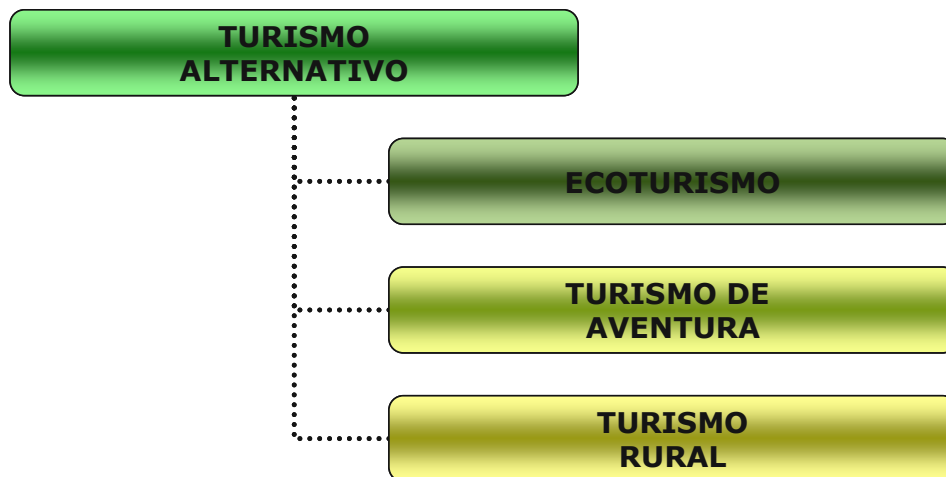 TURISMO
ALTERNATIVO
ECOTURISMO
TURISMO DE
AVENTURA
TURISMO
RURAL